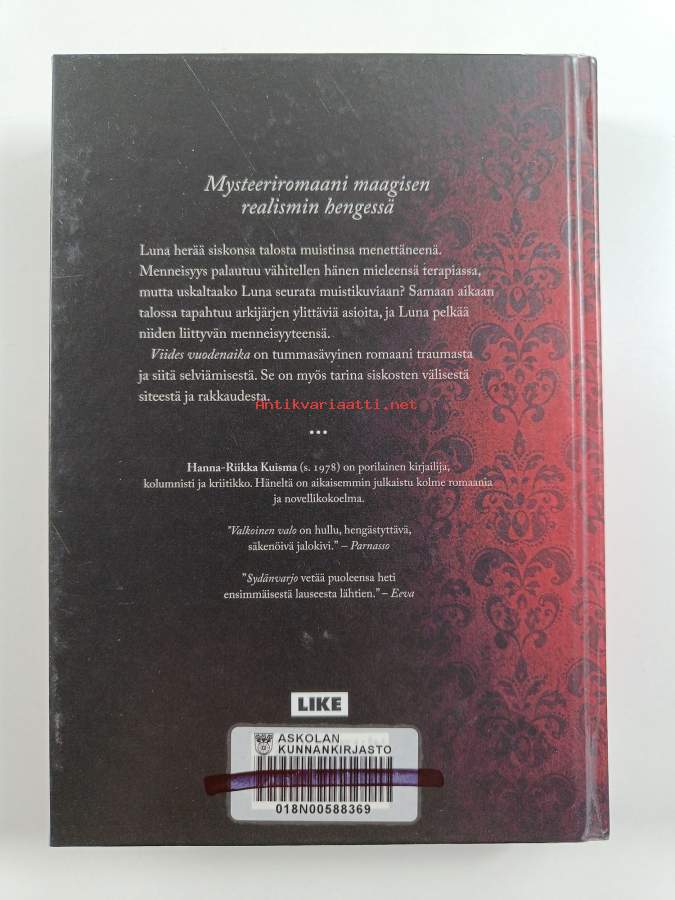 Mysteeriromaani maagisen
realismin hengessä
Luna herää siskonsa talosta muistinsa menettäneenä.
Menneisyys palautuu vähitellen hänen mieleensä terapiassa,
mutta uskaltaako Luna seurata muistikuviaan? Samaan aikaan
talossa tapahtuu arkijärjen ylittäviä asioita, ja Luna pelkää
niiden liittyvän menneisyyteensä.
Viides vuodenaika on tummasävyinen romaani traumasta
ja siitä selviämisestä. Se on myös tarina siskosten välisestä
siteestä ja rakkaudesta.
Antikvariaatti.net
•••
Hanna-Riikka Kuisma (s. 1978) on porilainen kirjailija,
kolumnisti ja kriitikko. Häneltä on aikaisemmin julkaistu kolme romaania
ja novellikokoelma.
"Valkoinen valo on hullu, hengästyttävä,
säkenöivä jalokivi." – Parnasso
"Sydänvarjo vetää puoleensa heti
ensimmäisestä lauseesta lähtien." – Eeva
LIKE
ASKOLAN
KUNNANKIRJASTO
018N00588369